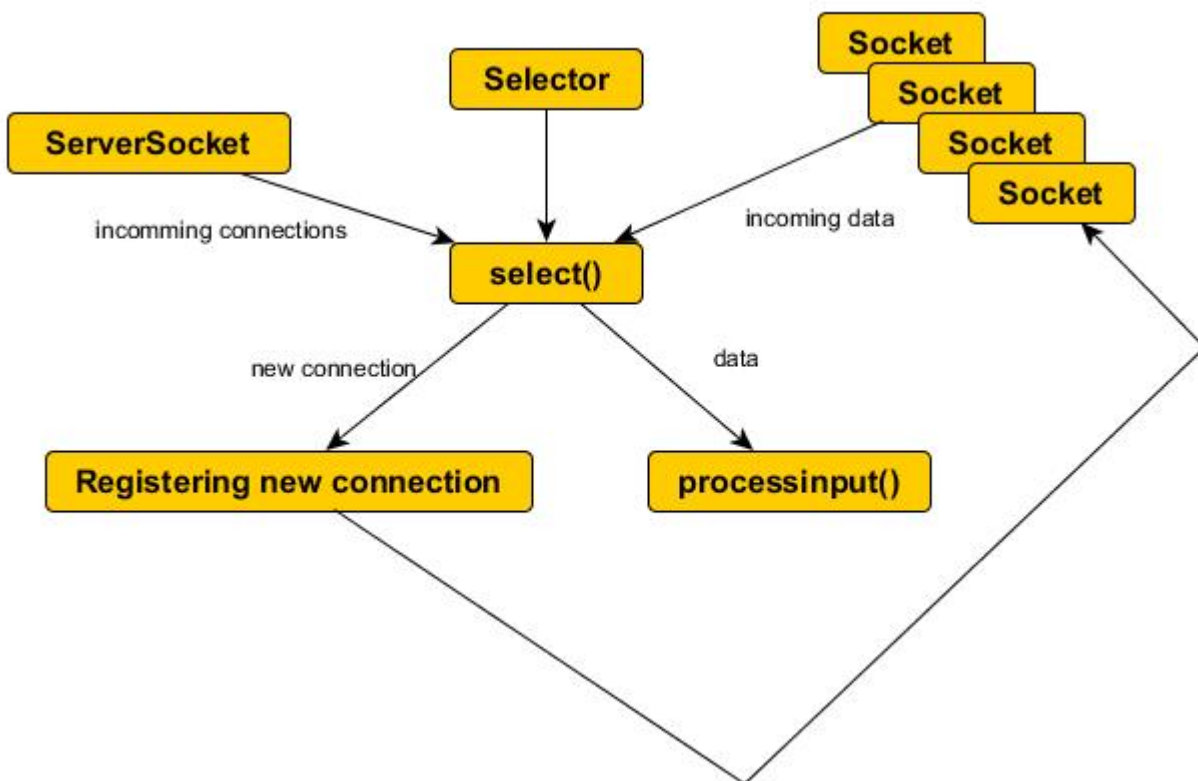 Socket
Selector
Socket
ServerSocket
Socket
Socket
incomming connections
incoming data
select()
new connection
data
Registering new connection
processinput()